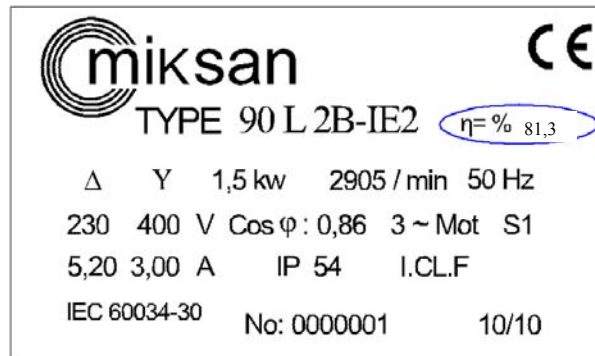 miksan CE
TYPE 90 L 2B-IE2 η= % 81,3
Δ Y 1,5 kw 2905 / min 50 Hz
230 400 V Cos φ : 0,86 3 ~ Mot S1
5,20 3,00 A IP 54 I.CL.F
IEC 60034-30 No: 0000001 10/10